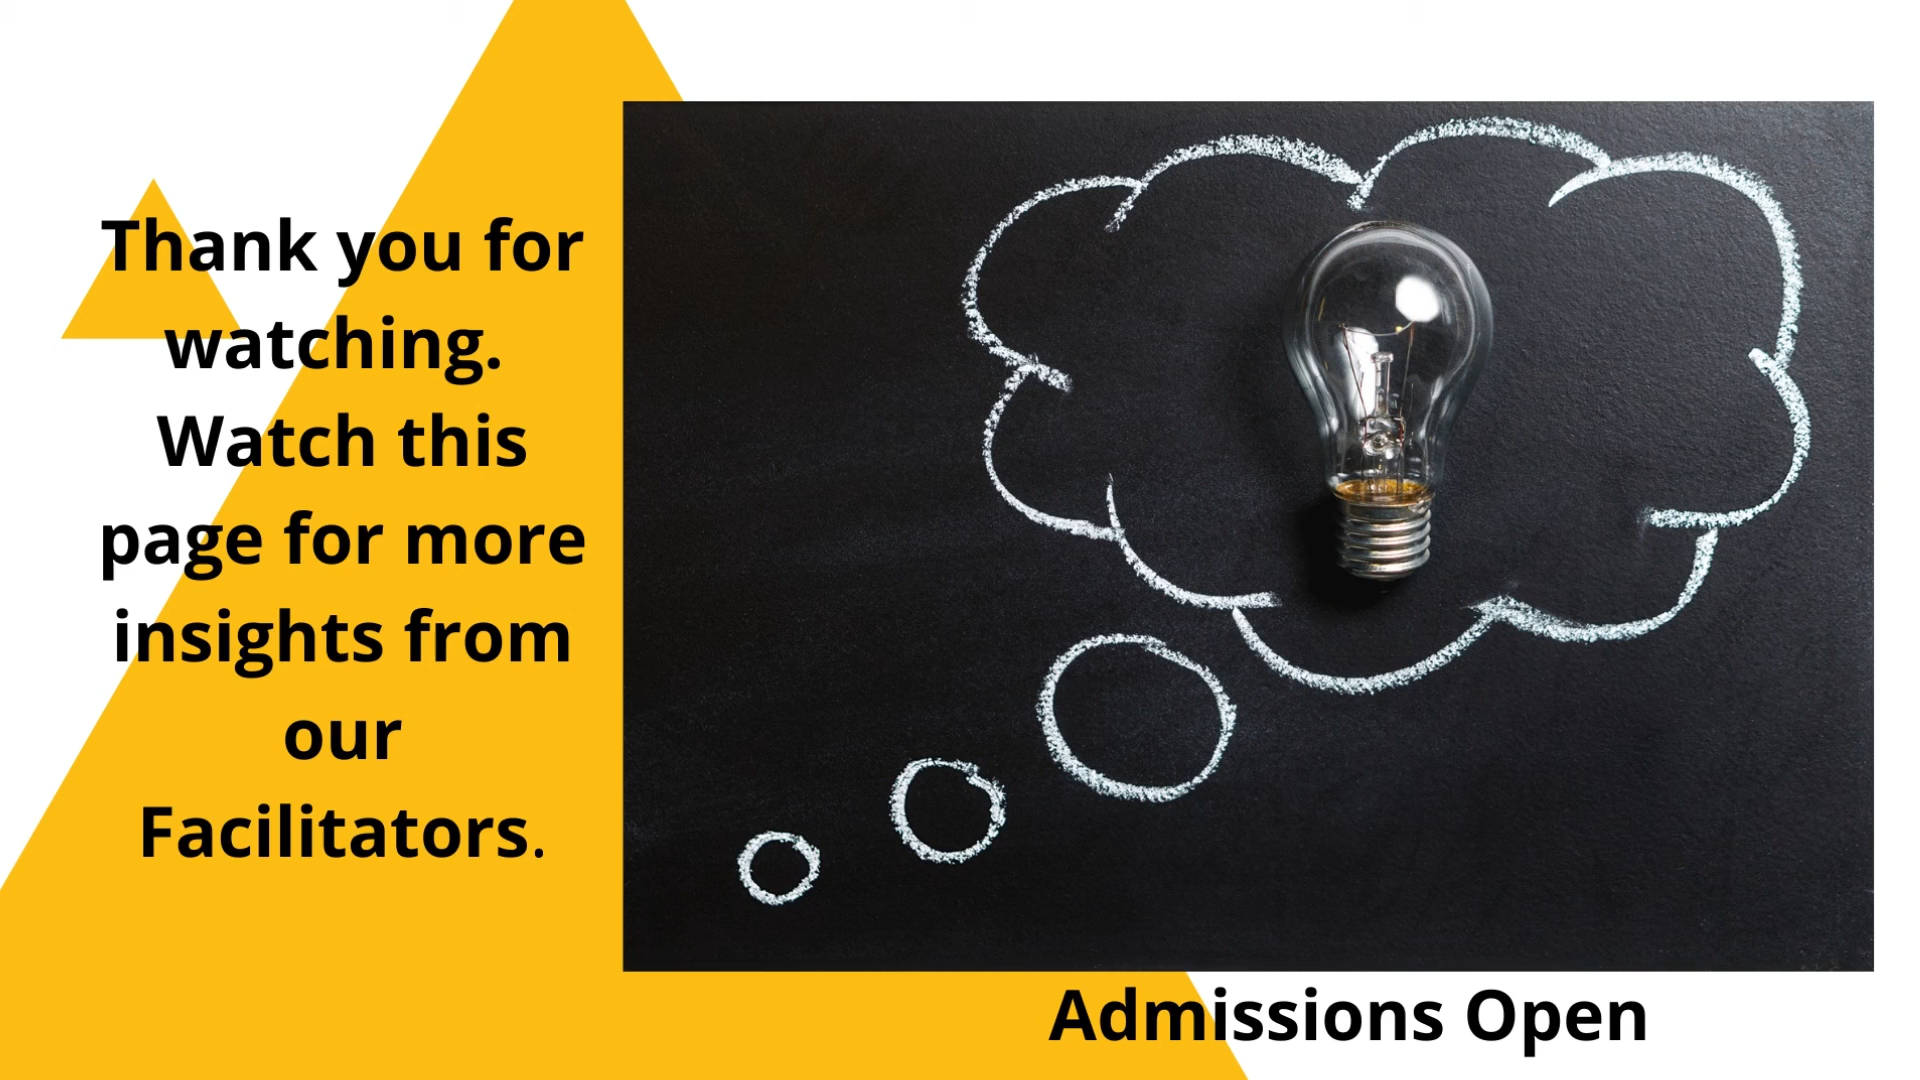 Thank you for
watching.
Watch this
page for more
insights from
our
Facilitators.
Admissions Open